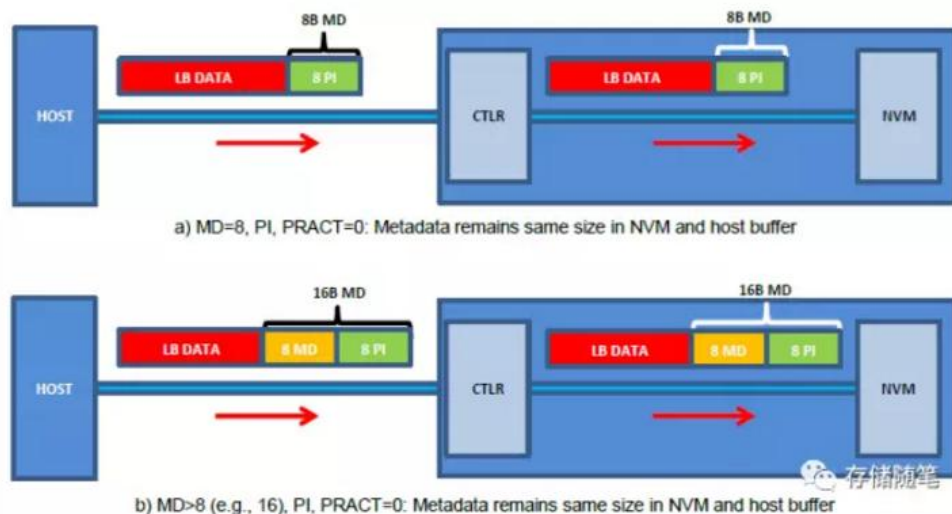 8B MD
8B MD
LB DATA
8 PI
LB DATA
8 PI
HOST
CTLR
NVM
a) MD=8, PI, PRACT=0: Metadata remains same size in NVM and host buffer
16B MD
16B MD
LB DATA
8 MD
8 PI
LB DATA
8 MD
8 PI
HOST
CTLR
NVM
存储随笔
b) MD>8 (e.g., 16), PI, PRACT=0: Metadata remains same size in NVM and host buffer